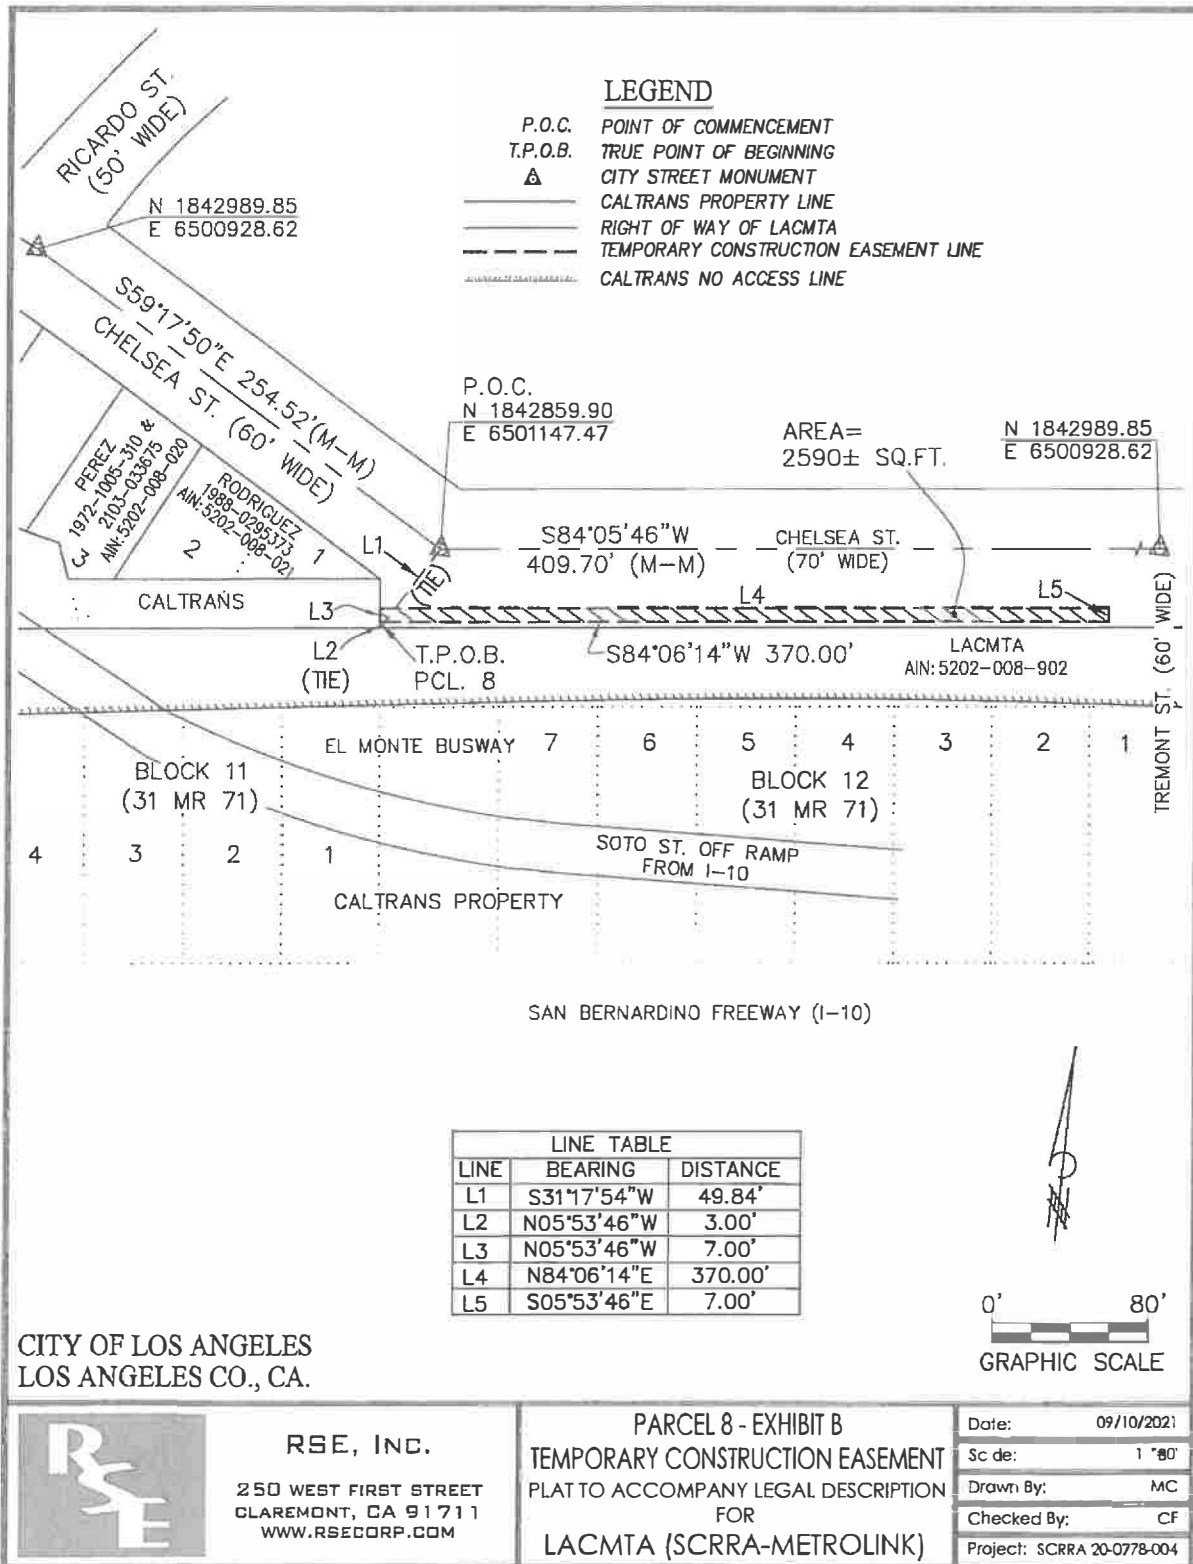 LEGEND
P.O.C. POINT OF COMMENCEMENT
T.P.O.B. TRUE POINT OF BEGINNING
CITY STREET MONUMENT
CALTRANS PROPERTY LINE
RIGHT OF WAY OF LACMTA
TEMPORARY CONSTRUCTION EASEMENT LINE
CALTRANS NO ACCESS LINE
RICARDO ST.
(50' WIDE)
N 1842989.85
E 6500928.62
S59°17'50"E 254.52'(M-M)
CHELSEA ST. (60' WIDE)
P.O.C.
N 1842859.90
E 6501147.47
AREA=
2590± SQ.FT.
N 1842989.85
E 6500928.62
PEREZ
1972-1005-310 &
2103-033675
AIN:5202-008-020
3
RODRIGUEZ
1988-0295373
AIN:5202-008-021
2
1
L1
(TIE)
S84°05'46"W
409.70' (M-M)
CHELSEA ST.
(70' WIDE)
CALTRANS
L3
L4
L5
L2
(TIE)
T.P.O.B.
PCL. 8
S84°06'14"W 370.00'
LACMTA
AIN: 5202-008-902
TREMONT ST. (60' WIDE)
EL MONTE BUSWAY
7 6 5 4 3 2 1
BLOCK 11
(31 MR 71)
BLOCK 12
(31 MR 71)
4 3 2 1
SOTO ST. OFF RAMP
FROM I-10
CALTRANS PROPERTY
SAN BERNARDINO FREEWAY (I-10)
LINE TABLE
LINE BEARING DISTANCE
L1 S31°17'54"W 49.84'
L2 N05°53'46"W 3.00'
L3 N05°53'46"W 7.00'
L4 N84°06'14"E 370.00'
L5 S05°53'46"E 7.00'
0' 80'
GRAPHIC SCALE
CITY OF LOS ANGELES
LOS ANGELES CO., CA.
RSE
RSE, INC.
250 WEST FIRST STREET
CLAREMONT, CA 91711
WWW.RSECORP.COM
PARCEL 8 - EXHIBIT B
TEMPORARY CONSTRUCTION EASEMENT
PLAT TO ACCOMPANY LEGAL DESCRIPTION
FOR
LACMTA (SCRRA-METROLINK)
Date: 09/10/2021
Drawn By: MC
Checked By: CF
Project: SCRRA 20-0778-004